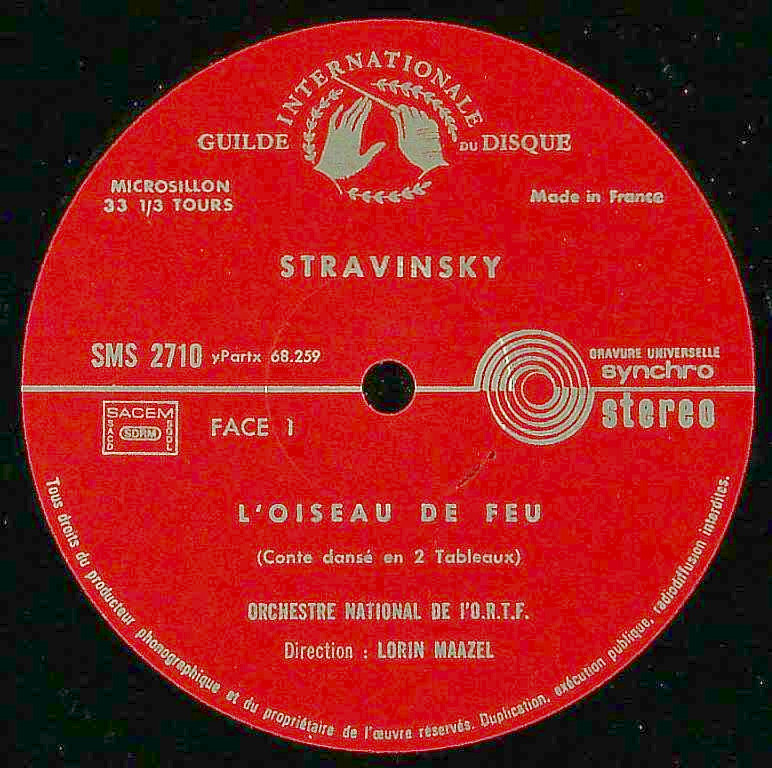 INTERNATIONALE
GUILDE DU DISQUE
MICROSILLON
33 1/3 TOURS
Made in France
STRAVINSKY
SMS 2710 yPartx 68.259
GRAVURE UNIVERSELLE
synchro
stereo
SACEM
SACD SDRM SGDL
FACE 1
L'OISEAU DE FEU
(Conte dansé en 2 Tableaux)
ORCHESTRE NATIONAL DE l'O.R.T.F.
Direction : LORIN MAAZEL
Tous droits du producteur phonographique et du propriétaire de l'œuvre réservés. Duplication, exécution publique, radiodiffusion interdites.